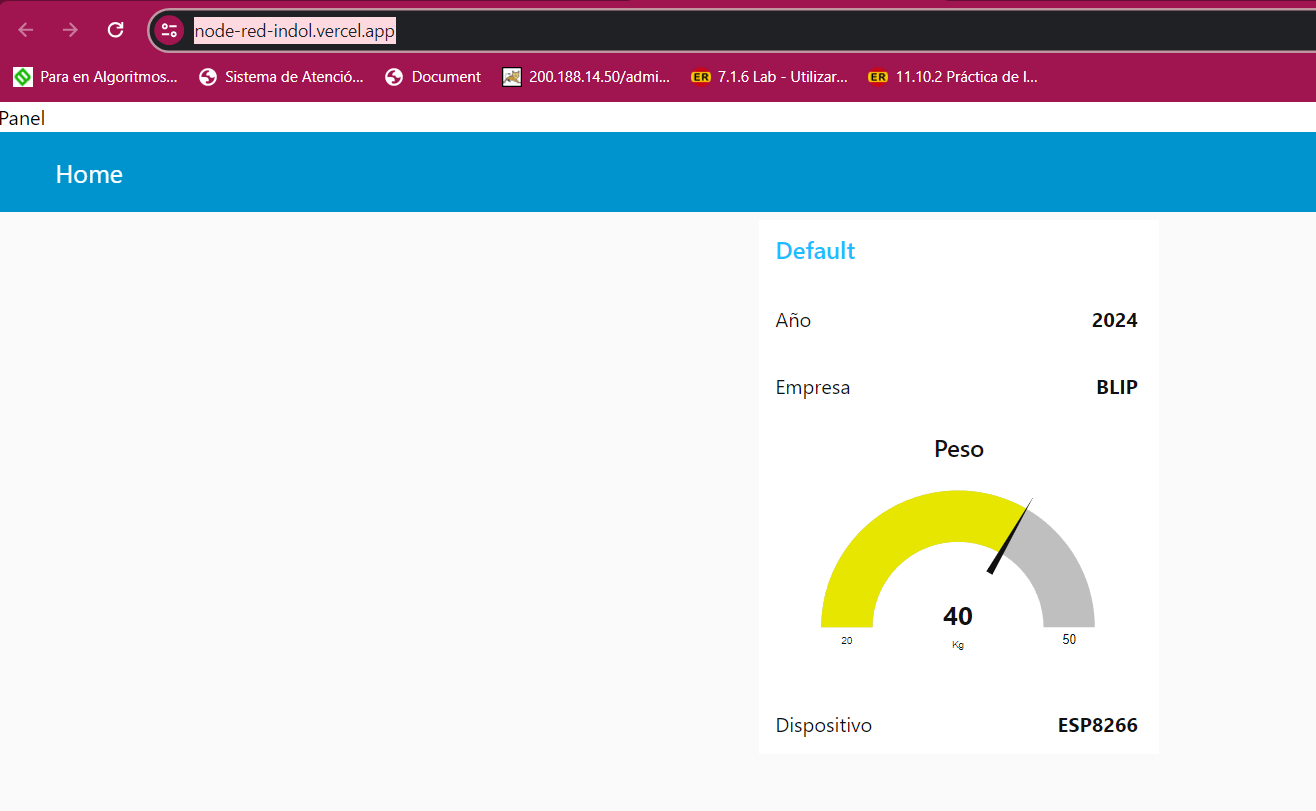 node-red-indol.vercel.app
Para en Algoritmos... Sistema de Atenció... Document 200.188.14.50/admi... ER 7.1.6 Lab - Utilizar... ER 11.10.2 Práctica de I...
Panel
Home
Default
Año 2024
Empresa BLIP
Peso
40
20 Kg 50
Dispositivo ESP8266